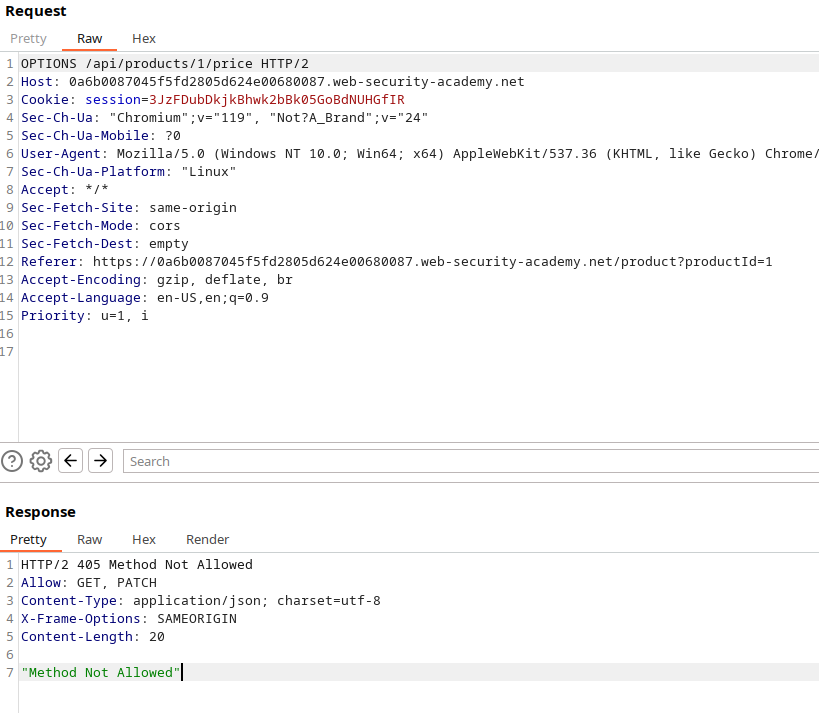 Request
Pretty Raw Hex
1 OPTIONS /api/products/1/price HTTP/2
2 Host: 0a6b0087045f5fd2805d624e00680087.web-security-academy.net
3 Cookie: session=3JzFDubDkjkBhwk2bBk05GoBdNUHGfIR
4 Sec-Ch-Ua: "Chromium";v="119", "Not?A_Brand";v="24"
5 Sec-Ch-Ua-Mobile: ?0
6 User-Agent: Mozilla/5.0 (Windows NT 10.0; Win64; x64) AppleWebKit/537.36 (KHTML, like Gecko) Chrome/
7 Sec-Ch-Ua-Platform: "Linux"
8 Accept: */*
9 Sec-Fetch-Site: same-origin
10 Sec-Fetch-Mode: cors
11 Sec-Fetch-Dest: empty
12 Referer: https://0a6b0087045f5fd2805d624e00680087.web-security-academy.net/product?productId=1
13 Accept-Encoding: gzip, deflate, br
14 Accept-Language: en-US,en;q=0.9
15 Priority: u=1, i
16
17
Search
Response
Pretty Raw Hex Render
1 HTTP/2 405 Method Not Allowed
2 Allow: GET, PATCH
3 Content-Type: application/json; charset=utf-8
4 X-Frame-Options: SAMEORIGIN
5 Content-Length: 20
6
7 "Method Not Allowed"